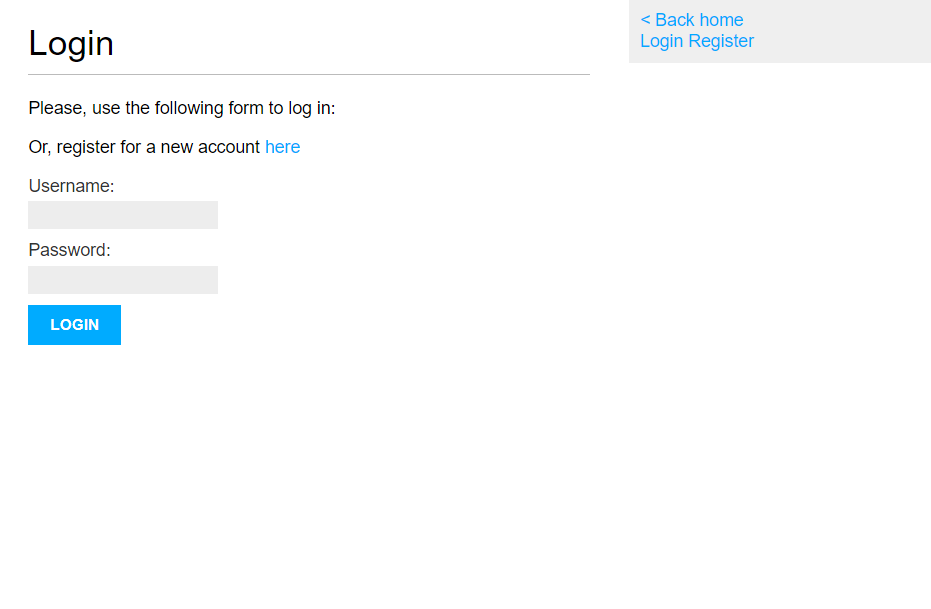 Login
Please, use the following form to log in:
Or, register for a new account here
Username:
Password:
LOGIN
< Back home
Login Register